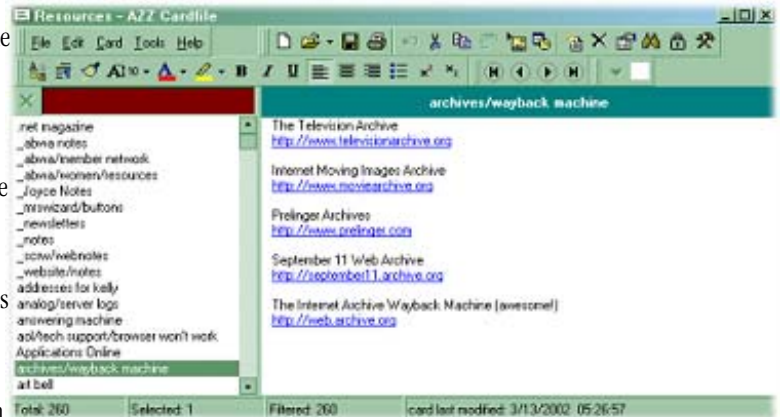 Resources - AZZ Cardfile
File Edit Card Tools Help
archives/wayback machine
.net magazine
_abwa notes
_abwa/member network
_abwa/women/resources
_Joyce Notes
_mrswizard/buttons
_newsletters
_notes
_scrw/webnotes
_website/notes
addresses for kelly
analog/server logs
answering machine
aol/tech support/browser won't work
Applications Online
archives/wayback machine
art bell
The Television Archive
http://www.televisionarchive.org
Internet Moving Images Archive
http://www.moviearchive.org
Prelinger Archives
http://www.prelinger.com
September 11 Web Archive
http://september11.archive.org
The Internet Archive Wayback Machine (awesome!)
http://web.archive.org
Total: 260 Selected: 1 Filtered: 260 card last modified: 3/13/2002 05:26:57